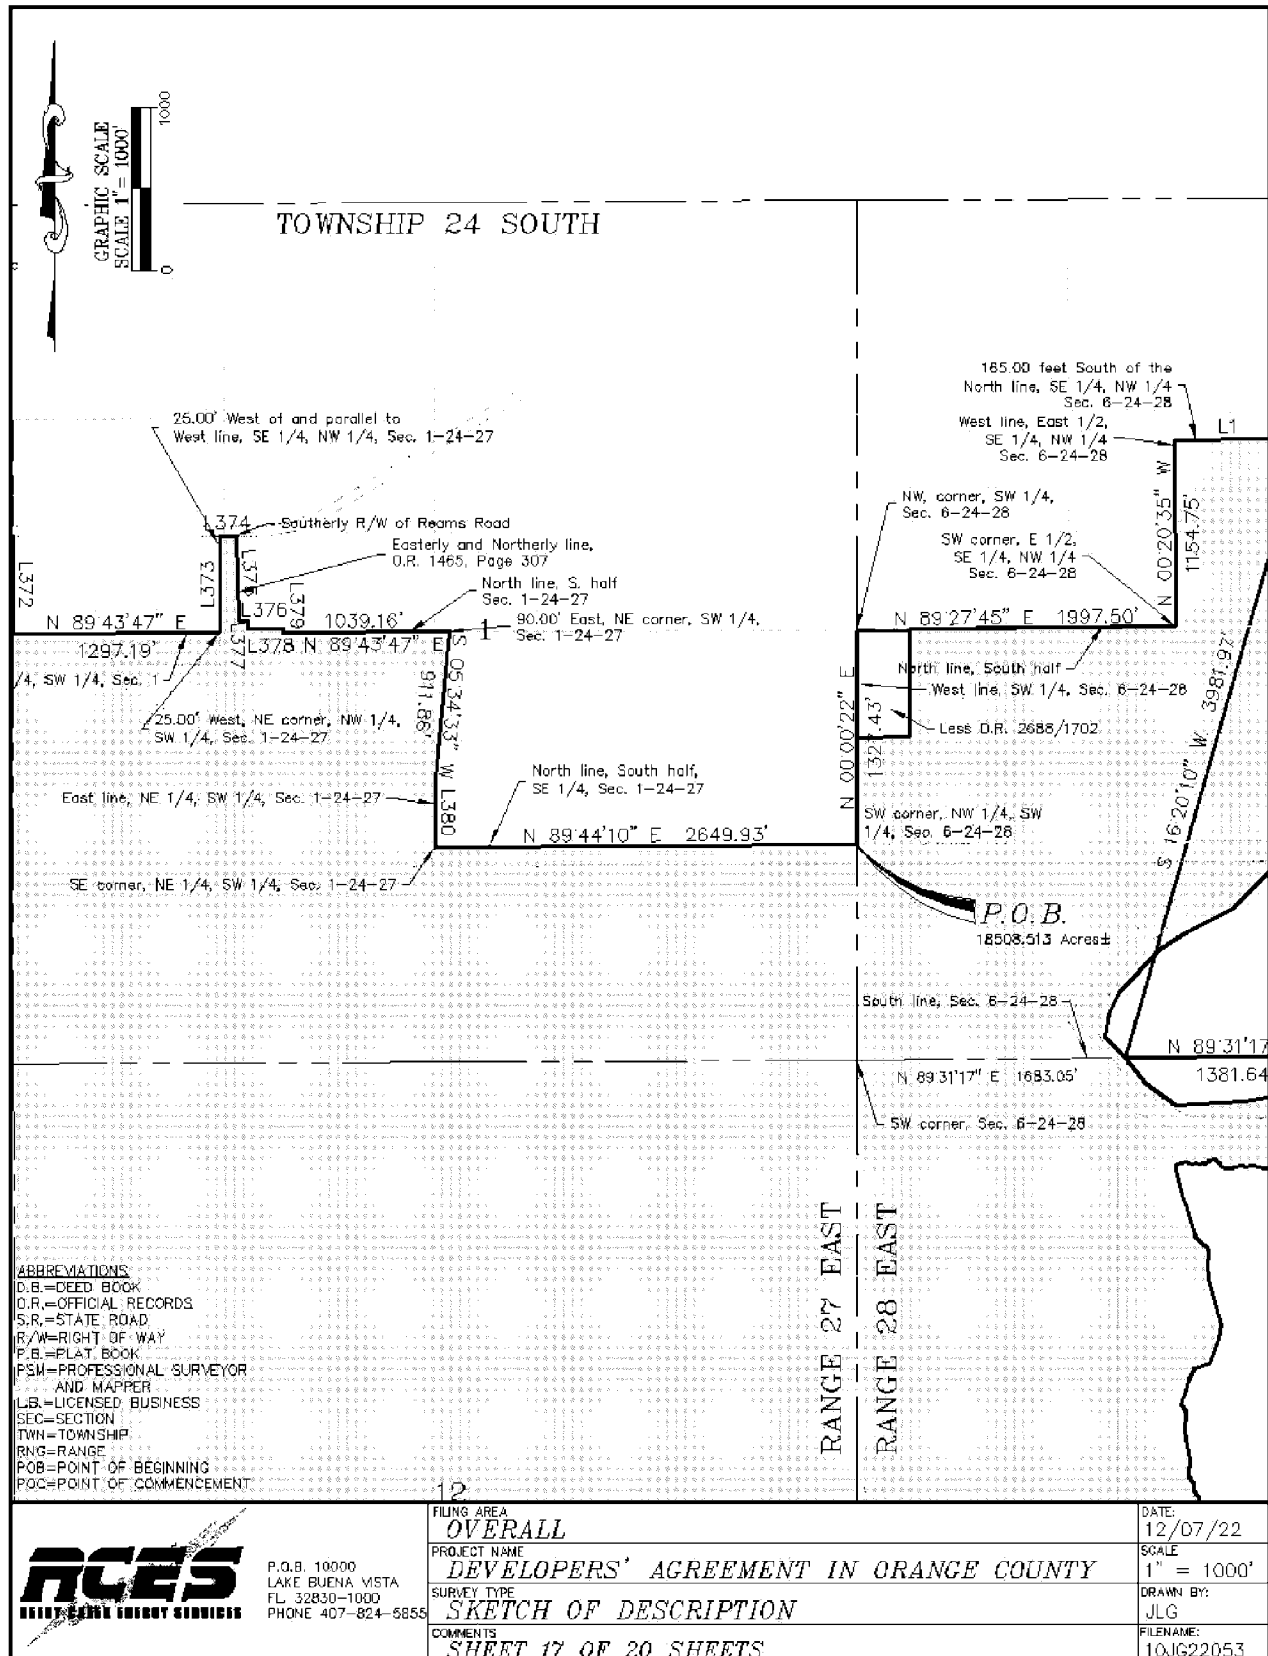 GRAPHIC SCALE
SCALE 1"= 1000'
0
1000
TOWNSHIP 24 SOUTH
165.00 feet South of the
North line, SE 1/4, NW 1/4
Sec. 6-24-28
West line, East 1/2,
SE 1/4, NW 1/4
Sec. 6-24-28
L1
25.00' West of and parallel to
West line, SE 1/4, NW 1/4, Sec. 1-24-27
N 00°20'35" W
1154.75'
NW. corner, SW 1/4,
Sec. 6-24-28
SW corner, E 1/2,
SE 1/4, NW 1/4
Sec. 6-24-28
L374
Southerly R/W of Reams Road
Easterly and Northerly line,
O.R. 1465, Page 307
North line, S. half
Sec. 1-24-27
90.00' East, NE corner, SW 1/4,
Sec. 1-24-27
L372
L373
L375
L376
L379
L377
L378
N 89°43'47" E
1297.19'
1039.16'
N 89°43'47" E
1
N 89°27'45" E 1997.50'
/4, SW 1/4, Sec. 1
25.00' West, NE corner, NW 1/4,
SW 1/4, Sec. 1-24-27
S 05°34'33" W
911.86'
L380
North line, South half
West line, SW 1/4, Sec. 6-24-28
Less O.R. 2688/1702
N 00°00'22" E
S 16°20'10" W 3981.97'
East line, NE 1/4, SW 1/4, Sec. 1-24-27
North line, South half,
SE 1/4, Sec. 1-24-27
SW corner, NW 1/4, SW
1/4, Sec. 6-24-28
N 89°44'10" E 2649.93'
SE corner, NE 1/4, SW 1/4, Sec. 1-24-27
P.O.B.
18508.513 Acres±
South line, Sec. 6-24-28
N 89°31'17
1381.64
N 89°31'17" E 1683.05'
SW corner, Sec. 6-24-28
RANGE 27 EAST
RANGE 28 EAST
ABBREVIATIONS
D.B.=DEED BOOK
O.R.=OFFICIAL RECORDS
S.R.=STATE ROAD
R/W=RIGHT OF WAY
P.B.=PLAT BOOK
PSM=PROFESSIONAL SURVEYOR
AND MAPPER
LB.=LICENSED BUSINESS
SEC=SECTION
TWN=TOWNSHIP
RNG=RANGE
POB=POINT OF BEGINNING
POC=POINT OF COMMENCEMENT
12
RCES
REEDY CREEK ENERGY SERVICES
P.O.B. 10000
LAKE BUENA VISTA
FL 32830-1000
PHONE 407-824-5855
FILING AREA
OVERALL
PROJECT NAME
DEVELOPERS' AGREEMENT IN ORANGE COUNTY
SURVEY TYPE
SKETCH OF DESCRIPTION
COMMENTS
SHEET 17 OF 20 SHEETS
DATE:
12/07/22
SCALE
1" = 1000'
DRAWN BY:
JLG
FILENAME:
10JG22053